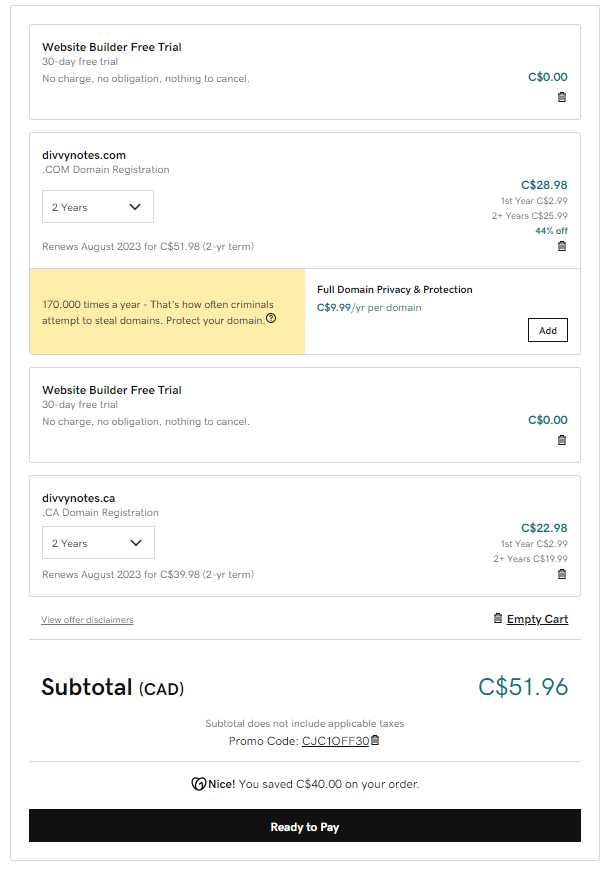 Website Builder Free Trial
30-day free trial
No charge, no obligation, nothing to cancel.
C$0.00
divvynotes.com
.COM Domain Registration
C$28.98
2 Years
1st Year C$2.99
2+ Years C$25.99
44% off
Renews August 2023 for C$51.98 (2-yr term)
170,000 times a year - That's how often criminals
attempt to steal domains. Protect your domain.
Full Domain Privacy & Protection
C$9.99/yr per domain
Add
Website Builder Free Trial
30-day free trial
No charge, no obligation, nothing to cancel.
C$0.00
divvynotes.ca
.CA Domain Registration
C$22.98
2 Years
1st Year C$2.99
2+ Years C$19.99
Renews August 2023 for C$39.98 (2-yr term)
View offer disclaimers
Empty Cart
Subtotal (CAD)
C$51.96
Subtotal does not include applicable taxes
Promo Code: CJC1OFF30
Nice! You saved C$40.00 on your order.
Ready to Pay